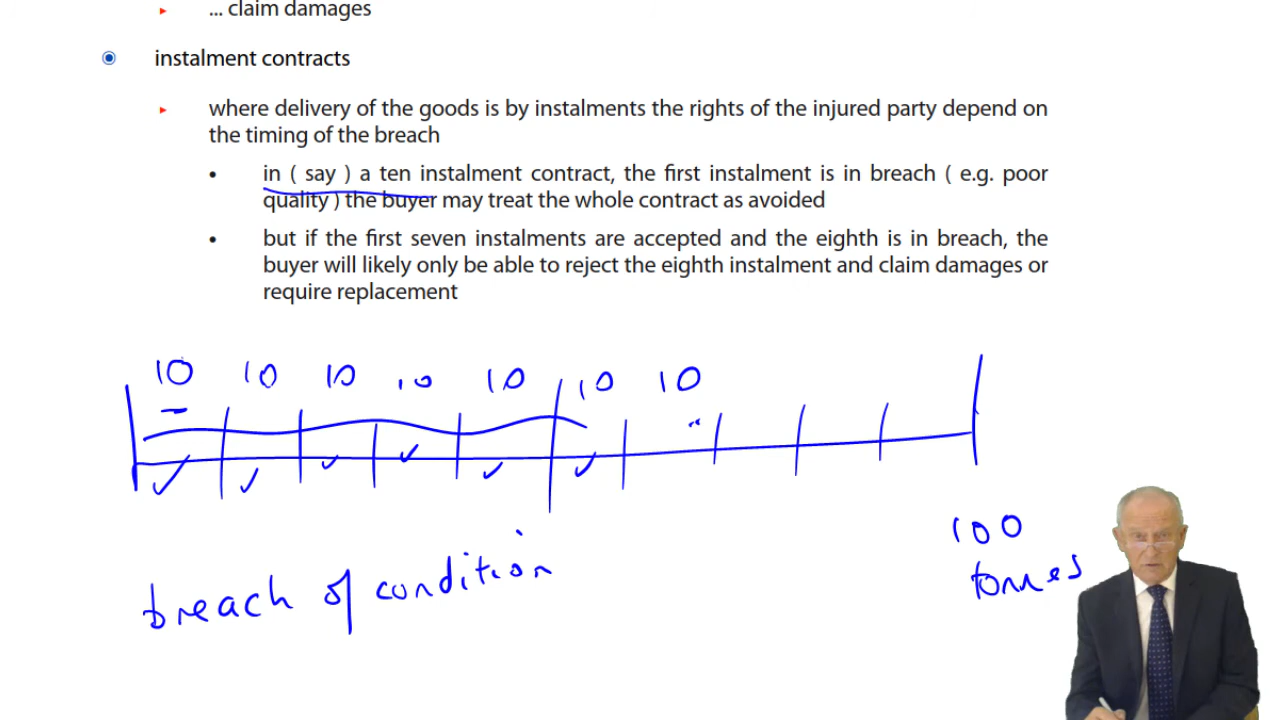 ... claim damages
instalment contracts
where delivery of the goods is by instalments the rights of the injured party depend on
the timing of the breach
in ( say ) a ten instalment contract, the first instalment is in breach ( e.g. poor
quality ) the buyer may treat the whole contract as avoided
but if the first seven instalments are accepted and the eighth is in breach, the
buyer will likely only be able to reject the eighth instalment and claim damages or
require replacement
10 10 10 10 10 10 10
100
tonnes
breach of condition